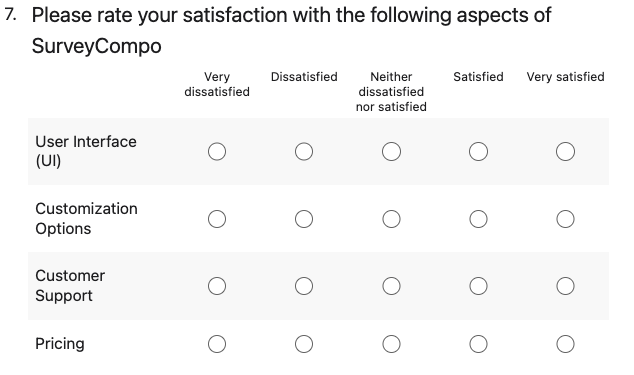 7. Please rate your satisfaction with the following aspects of
SurveyCompo
Very dissatisfied Dissatisfied Neither dissatisfied nor satisfied Satisfied Very satisfied
User Interface
(UI)
Customization
Options
Customer
Support
Pricing